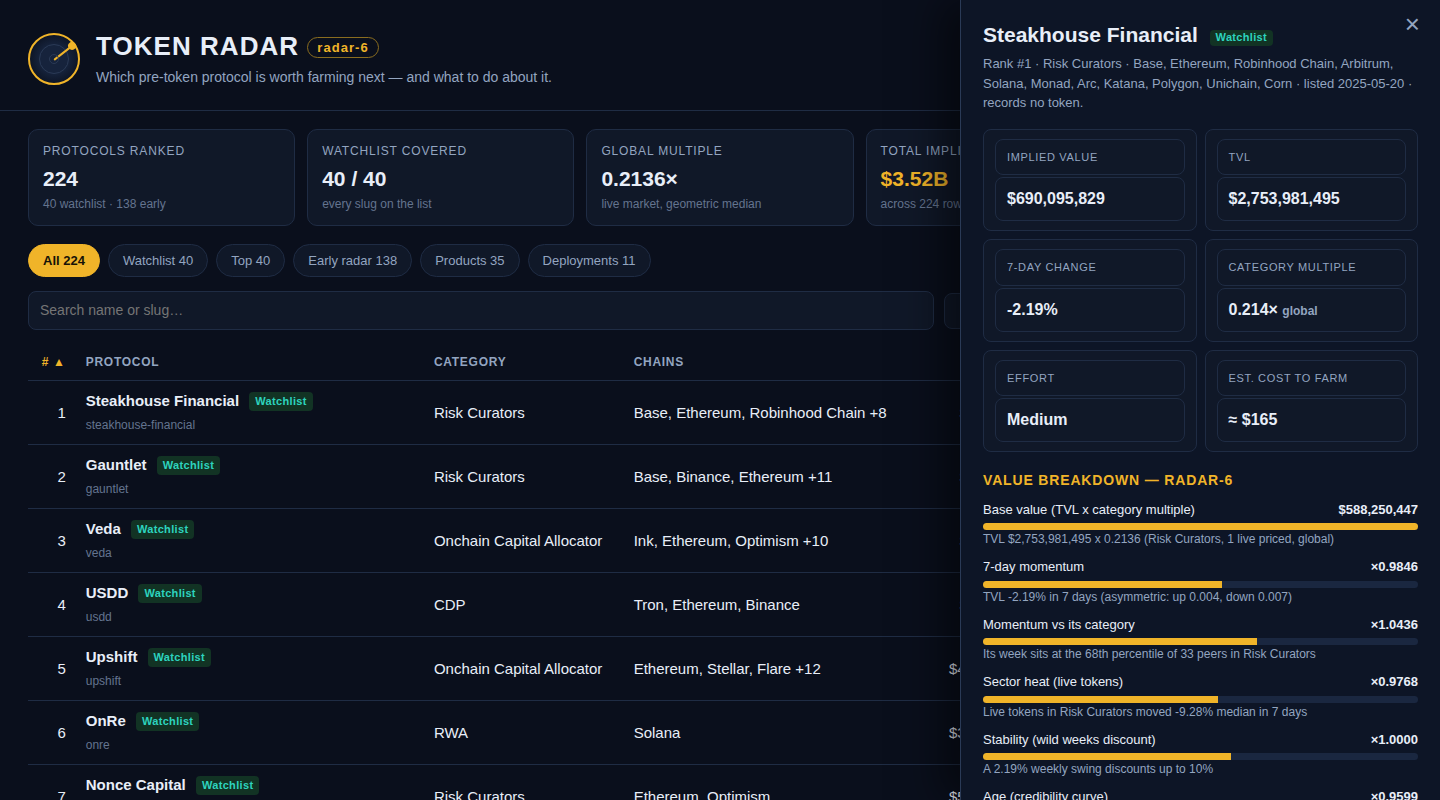 TOKEN RADAR radar-6
Which pre-token protocol is worth farming next — and what to do about it.
PROTOCOLS RANKED
224
40 watchlist · 138 early
WATCHLIST COVERED
40 / 40
every slug on the list
GLOBAL MULTIPLE
0.2136×
live market, geometric median
TOTAL IMPLI
$3.52B
across 224 row
All 224
Watchlist 40
Top 40
Early radar 138
Products 35
Deployments 11
Search name or slug…
# ▲ PROTOCOL CATEGORY CHAINS
1 Steakhouse Financial Watchlist Risk Curators Base, Ethereum, Robinhood Chain +8
steakhouse-financial
2 Gauntlet Watchlist Risk Curators Base, Binance, Ethereum +11
gauntlet
3 Veda Watchlist Onchain Capital Allocator Ink, Ethereum, Optimism +10
veda
4 USDD Watchlist CDP Tron, Ethereum, Binance
usdd
5 Upshift Watchlist Onchain Capital Allocator Ethereum, Stellar, Flare +12 $4
upshift
6 OnRe Watchlist RWA Solana $3
onre
7 Nonce Capital Watchlist Risk Curators Ethereum, Optimism $5
Steakhouse Financial Watchlist
×
Rank #1 · Risk Curators · Base, Ethereum, Robinhood Chain, Arbitrum,
Solana, Monad, Arc, Katana, Polygon, Unichain, Corn · listed 2025-05-20 ·
records no token.
IMPLIED VALUE
$690,095,829
TVL
$2,753,981,495
7-DAY CHANGE
-2.19%
CATEGORY MULTIPLE
0.214× global
EFFORT
Medium
EST. COST TO FARM
≈ $165
VALUE BREAKDOWN — RADAR-6
Base value (TVL x category multiple) $588,250,447
TVL $2,753,981,495 x 0.2136 (Risk Curators, 1 live priced, global)
7-day momentum ×0.9846
TVL -2.19% in 7 days (asymmetric: up 0.004, down 0.007)
Momentum vs its category ×1.0436
Its week sits at the 68th percentile of 33 peers in Risk Curators
Sector heat (live tokens) ×0.9768
Live tokens in Risk Curators moved -9.28% median in 7 days
Stability (wild weeks discount) ×1.0000
A 2.19% weekly swing discounts up to 10%
Age (credibility curve) ×0.9599